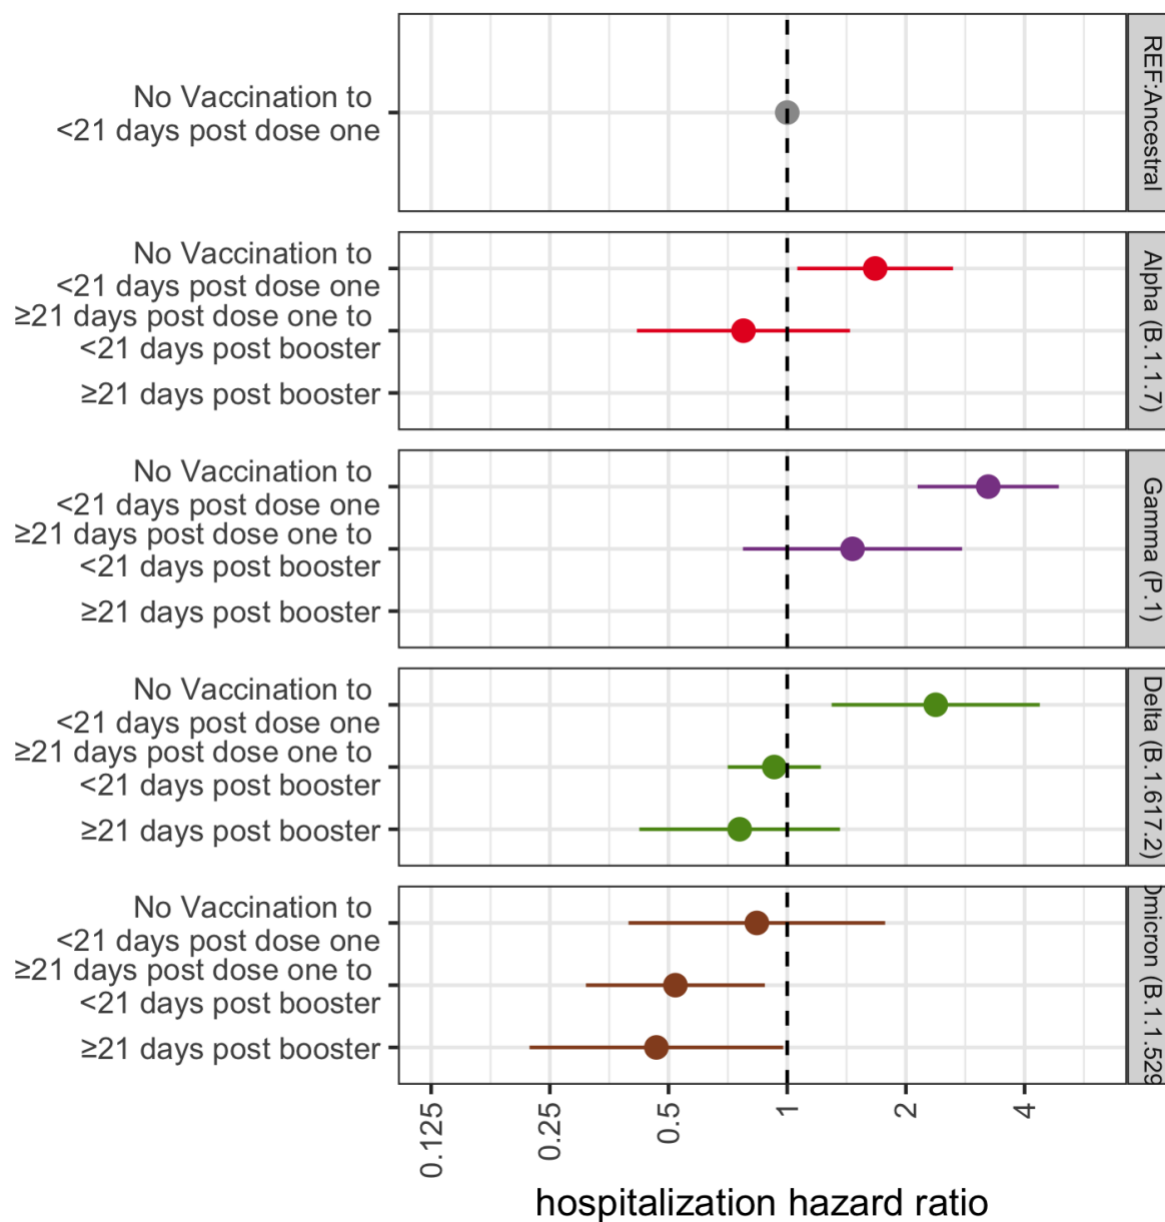 No Vaccination to
<21 days post dose one
REF:Ancestral
No Vaccination to
<21 days post dose one
≥21 days post dose one to
<21 days post booster
≥21 days post booster
Alpha (B.1.1.7)
No Vaccination to
<21 days post dose one
≥21 days post dose one to
<21 days post booster
≥21 days post booster
Gamma (P.1)
No Vaccination to
<21 days post dose one
≥21 days post dose one to
<21 days post booster
≥21 days post booster
Delta (B.1.617.2)
No Vaccination to
<21 days post dose one
≥21 days post dose one to
<21 days post booster
≥21 days post booster
Omicron (B.1.1.529
0.125
0.25
0.5
1
2
4
hospitalization hazard ratio